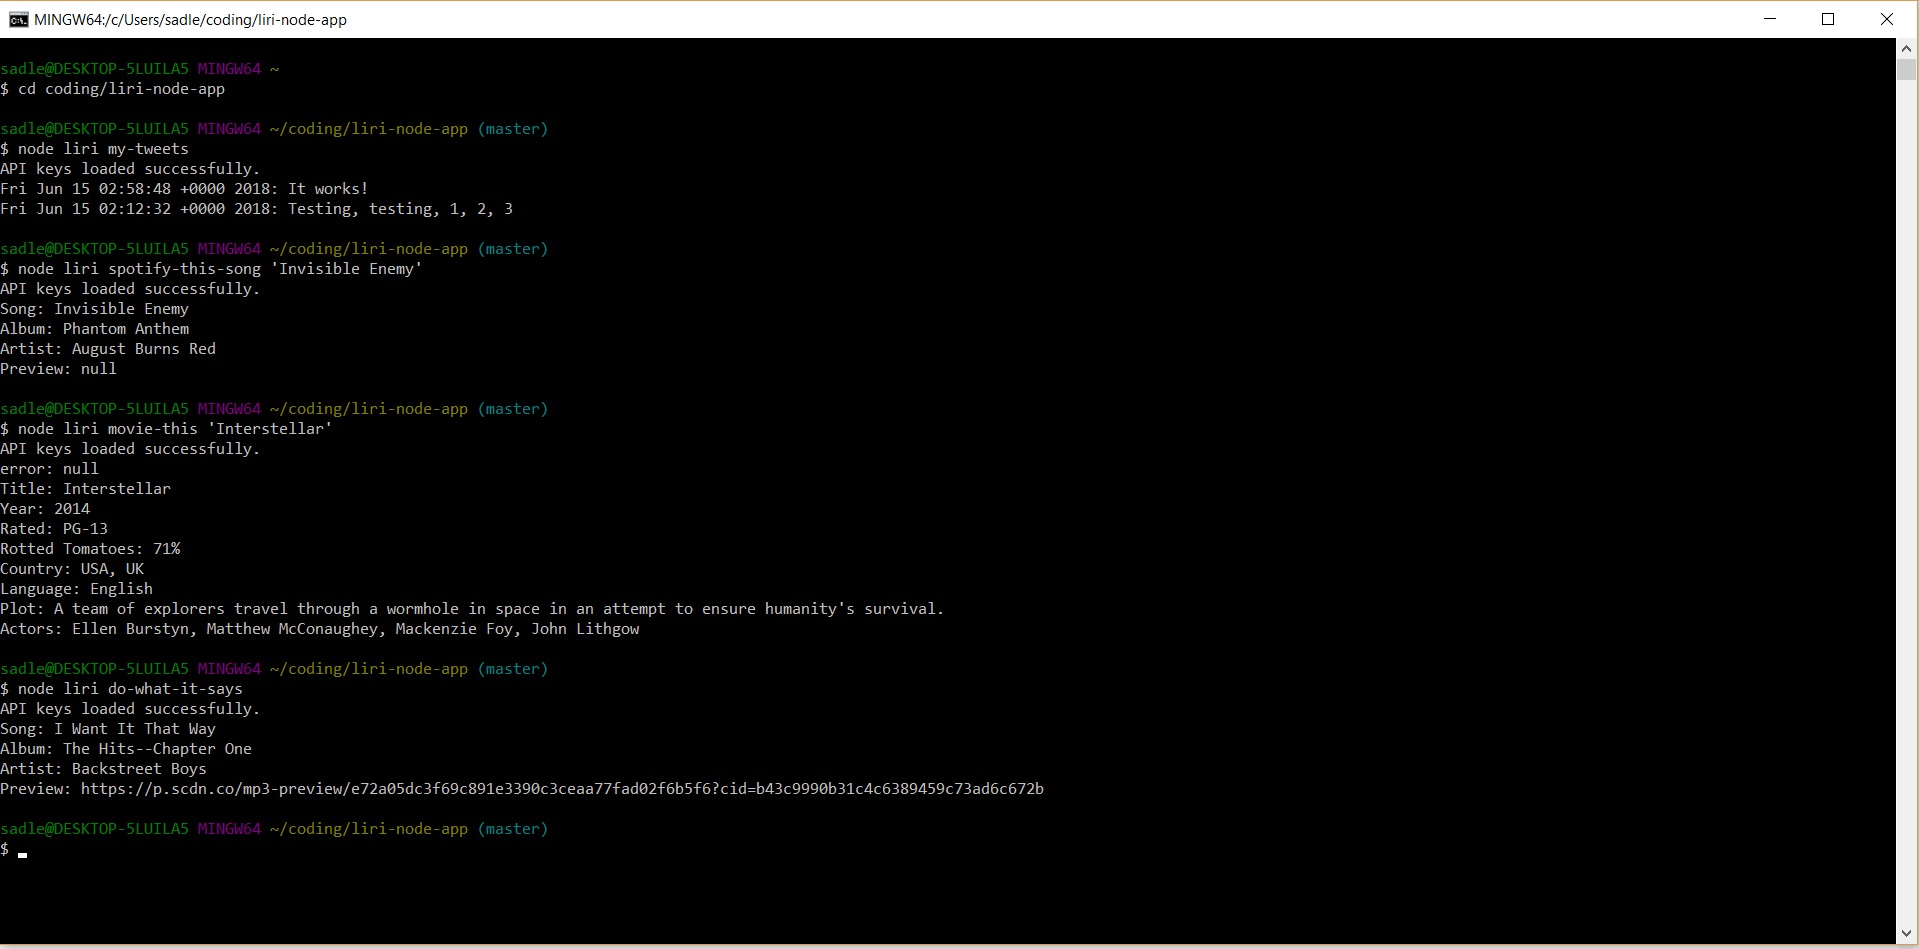 MINGW64:/c/Users/sadle/coding/liri-node-app
sadle@DESKTOP-5LUILA5 MINGW64 ~
$ cd coding/liri-node-app
sadle@DESKTOP-5LUILA5 MINGW64 ~/coding/liri-node-app (master)
$ node liri my-tweets
API keys loaded successfully.
Fri Jun 15 02:58:48 +0000 2018: It works!
Fri Jun 15 02:12:32 +0000 2018: Testing, testing, 1, 2, 3
sadle@DESKTOP-5LUILA5 MINGW64 ~/coding/liri-node-app (master)
$ node liri spotify-this-song 'Invisible Enemy'
API keys loaded successfully.
Song: Invisible Enemy
Album: Phantom Anthem
Artist: August Burns Red
Preview: null
sadle@DESKTOP-5LUILA5 MINGW64 ~/coding/liri-node-app (master)
$ node liri movie-this 'Interstellar'
API keys loaded successfully.
error: null
Title: Interstellar
Year: 2014
Rated: PG-13
Rotted Tomatoes: 71%
Country: USA, UK
Language: English
Plot: A team of explorers travel through a wormhole in space in an attempt to ensure humanity's survival.
Actors: Ellen Burstyn, Matthew McConaughey, Mackenzie Foy, John Lithgow
sadle@DESKTOP-5LUILA5 MINGW64 ~/coding/liri-node-app (master)
$ node liri do-what-it-says
API keys loaded successfully.
Song: I Want It That Way
Album: The Hits--Chapter One
Artist: Backstreet Boys
Preview: https://p.scdn.co/mp3-preview/e72a05dc3f69c891e3390c3ceaa77fad02f6b5f6?cid=b43c9990b31c4c6389459c73ad6c672b
sadle@DESKTOP-5LUILA5 MINGW64 ~/coding/liri-node-app (master)
$